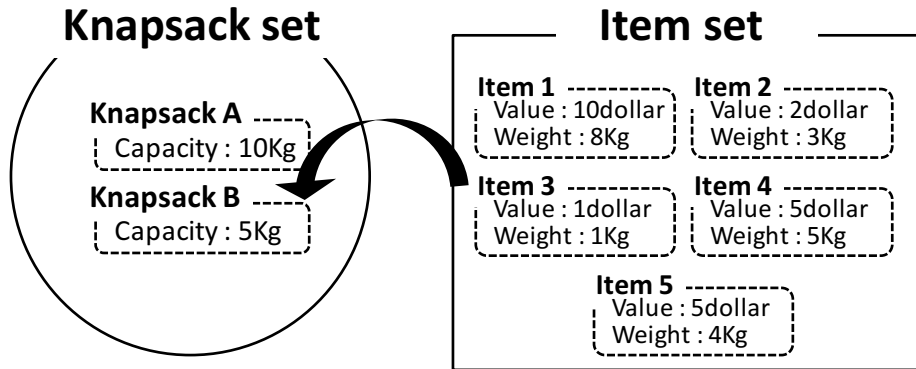 Knapsack set
Knapsack A
Capacity : 10Kg
Knapsack B
Capacity : 5Kg
Item set
Item 1
Value : 10dollar
Weight : 8Kg
Item 2
Value : 2dollar
Weight : 3Kg
Item 3
Value : 1dollar
Weight : 1Kg
Item 4
Value : 5dollar
Weight : 5Kg
Item 5
Value : 5dollar
Weight : 4Kg